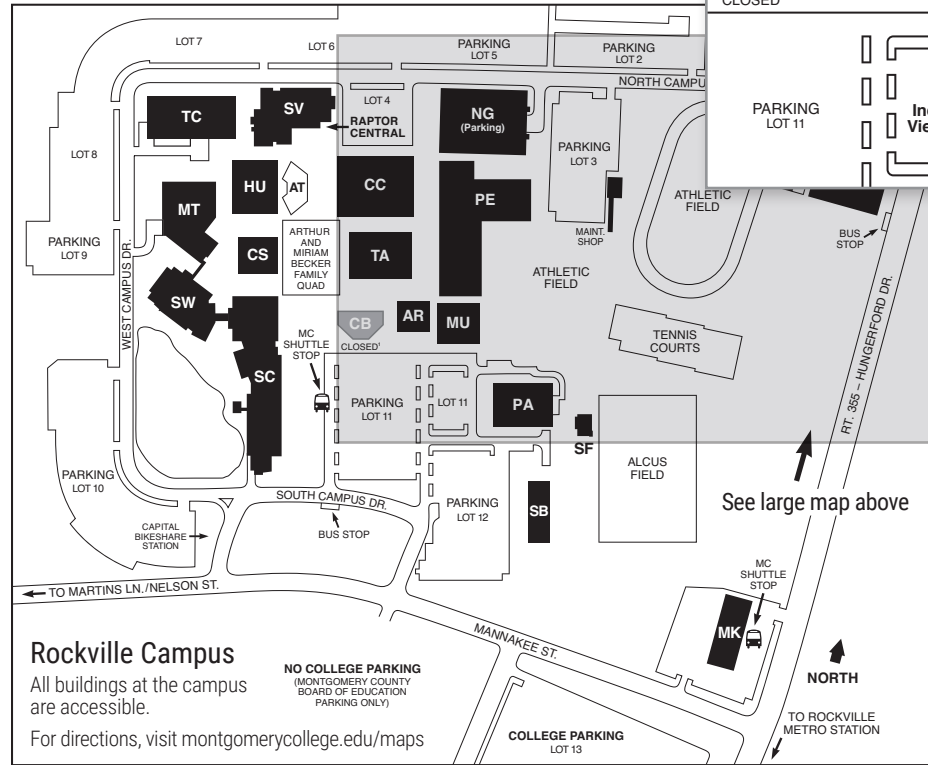 CLOSED
PARKING
LOT 11
LOT 7
LOT 6
PARKING
LOT 5
PARKING
LOT 2
NORTH
TC
SV
LOT 4
RAPTOR
CENTRAL
NG
(Parking)
PARKING
LOT 3
LOT 8
HU
AT
CC
PE
MT
ATHLETIC
FIELD
MAINT.
SHOP
BUS
STOP
PARKING
LOT 9
CS
ARTHUR
AND
MIRIAM
BECKER
FAMILY
QUAD
TA
ATHLETIC
FIELD
WEST CAMPUS DR.
SW
CB
CLOSED¹
AR
MU
TENNIS
COURTS
MC
SHUTTLE
STOP
SC
PARKING
LOT 11
LOT 11
PA
SF
RT. 355 – HUNGERFORD DR.
ALCUS
FIELD
See large map above
PARKING
LOT 10
SOUTH CAMPUS DR.
PARKING
LOT 12
SB
CAPITAL
BIKESHARE
STATION
BUS STOP
TO MARTINS LN./NELSON ST.
MC
SHUTTLE
STOP
MK
MANNAKEE ST.
NORTH
Rockville Campus
All buildings at the campus
are accessible.
For directions, visit montgomerycollege.edu/maps
NO COLLEGE PARKING
(MONTGOMERY COUNTY
BOARD OF EDUCATION
PARKING ONLY)
COLLEGE PARKING
LOT 13
TO ROCKVILLE
METRO STATION